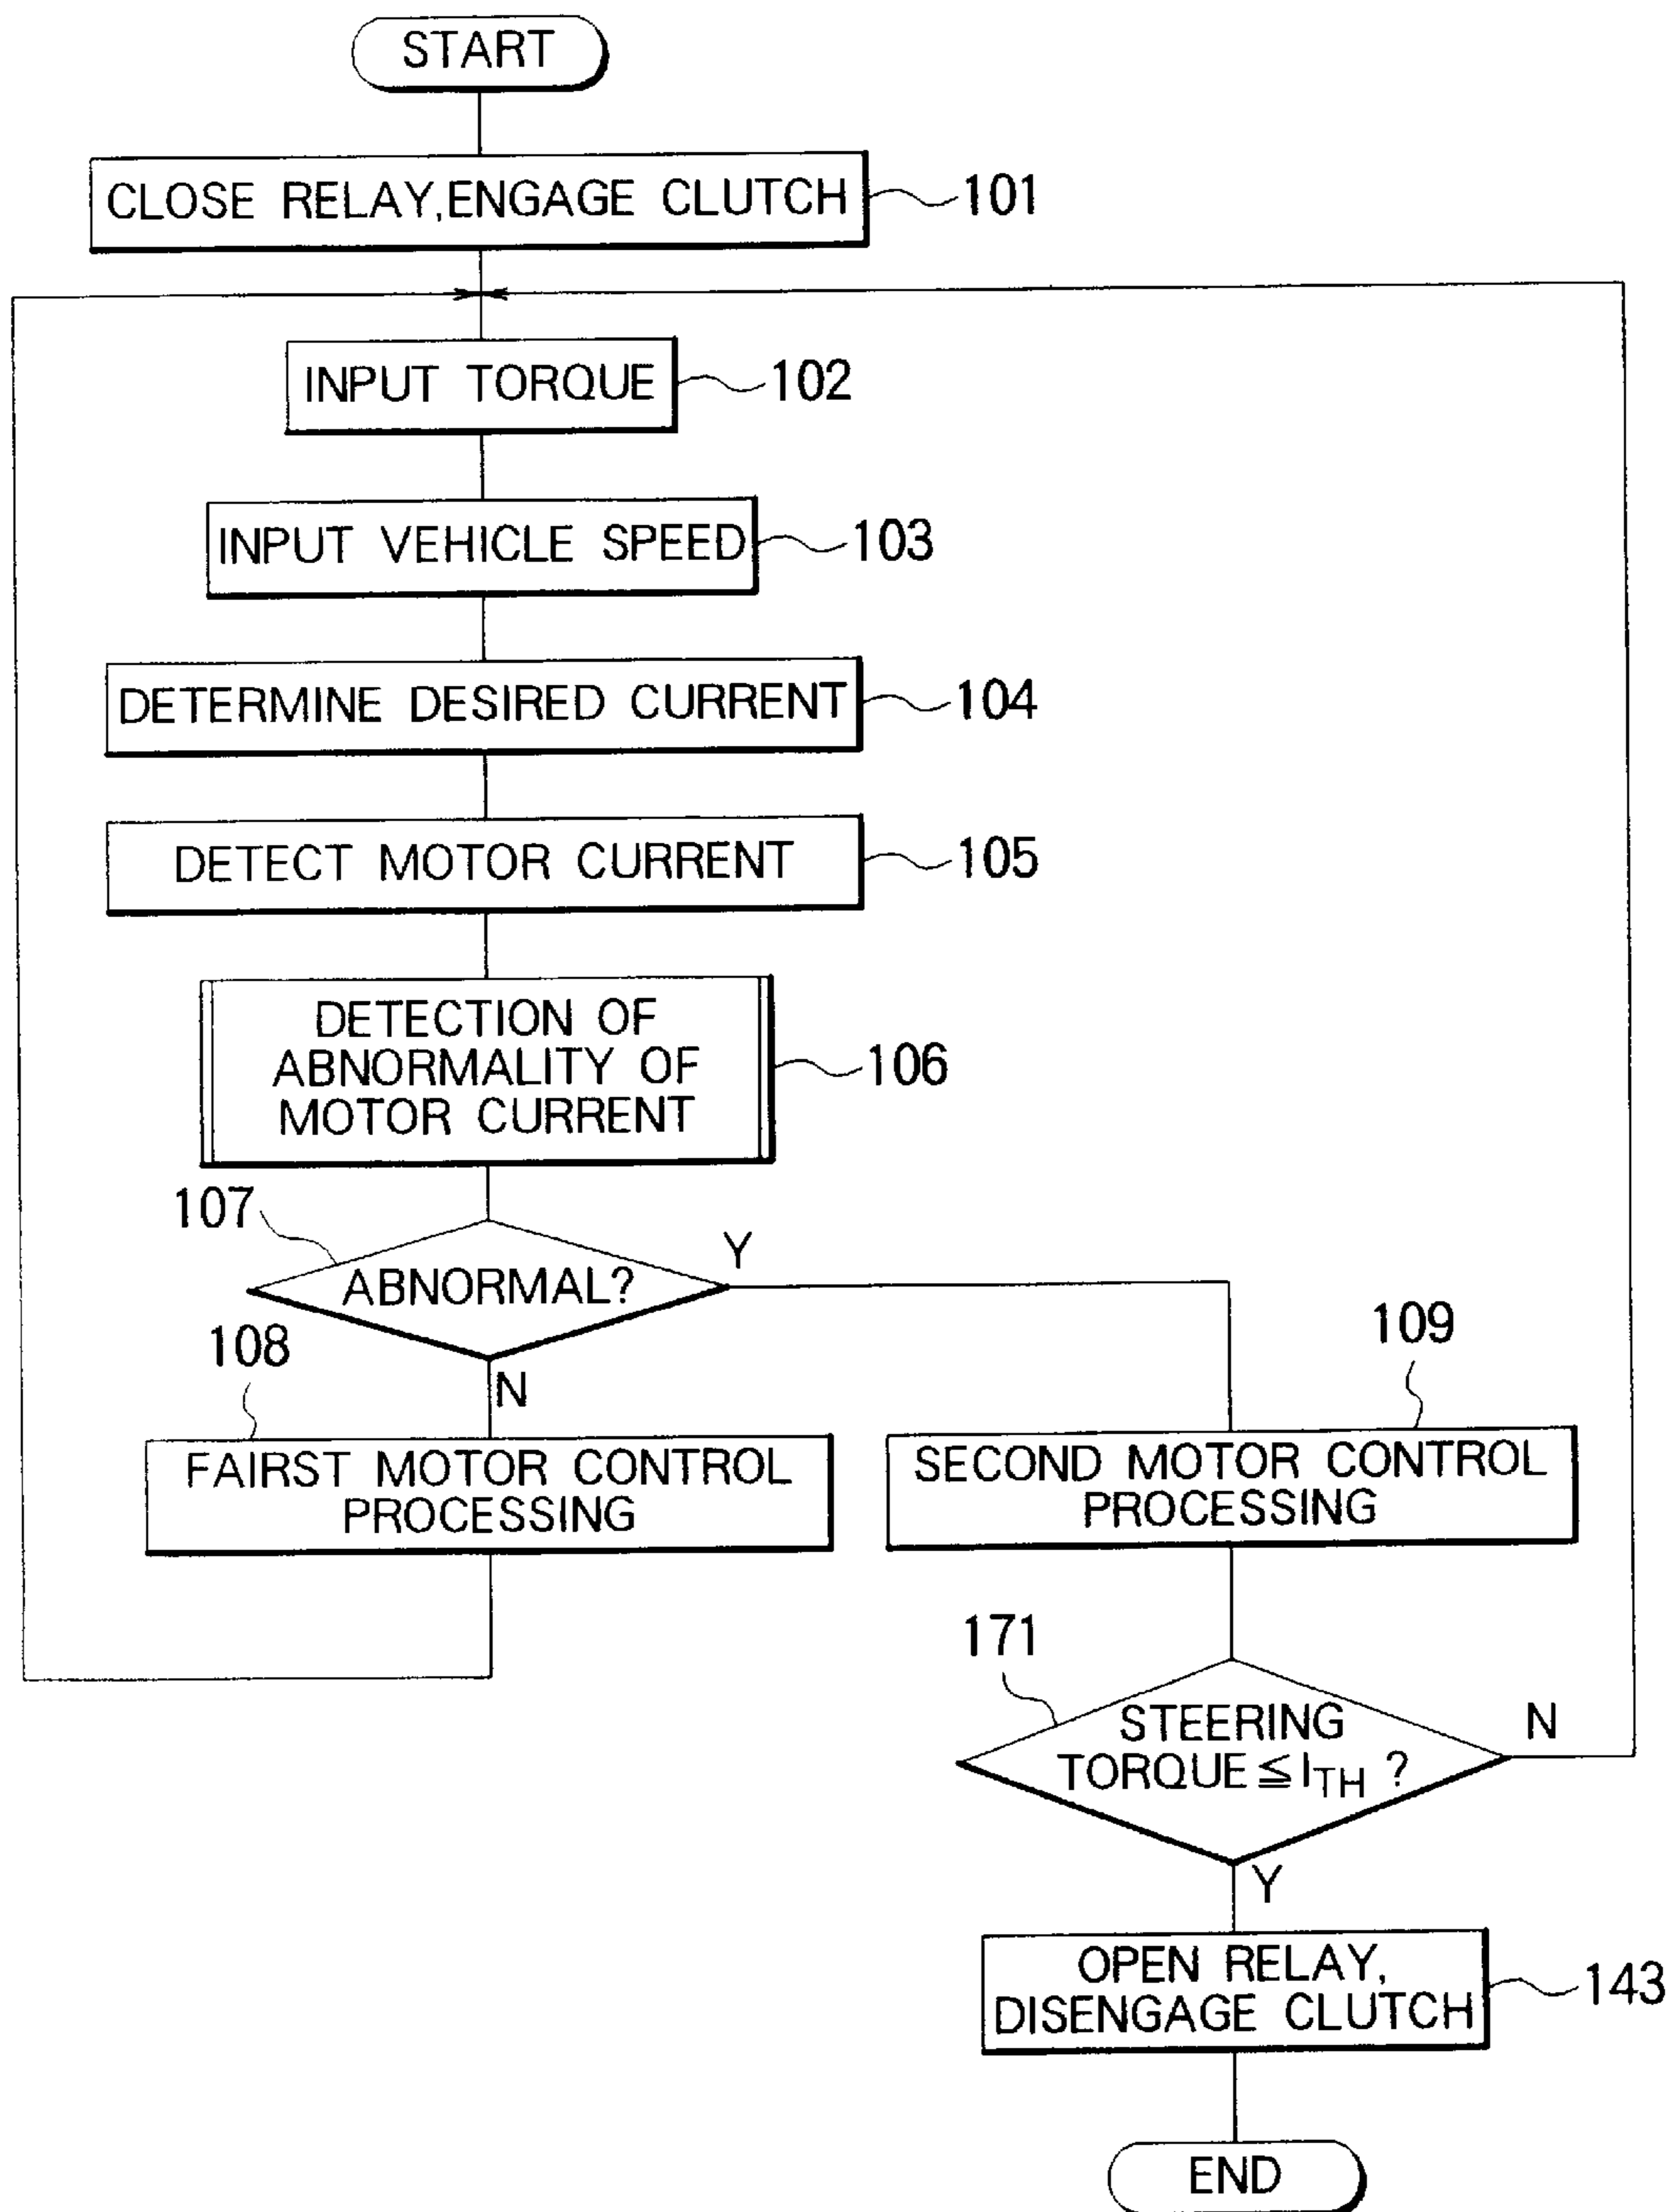 START
CLOSE RELAY,ENGAGE CLUTCH
101
INPUT TORQUE
102
INPUT VEHICLE SPEED
103
DETERMINE DESIRED CURRENT
104
DETECT MOTOR CURRENT
105
DETECTION OF
ABNORMALITY OF
MOTOR CURRENT
106
107
ABNORMAL?
Y
N
108
FAIRST MOTOR CONTROL
PROCESSING
109
SECOND MOTOR CONTROL
PROCESSING
171
STEERING
TORQUE≦ITH ?
N
Y
OPEN RELAY,
DISENGAGE CLUTCH
143
END